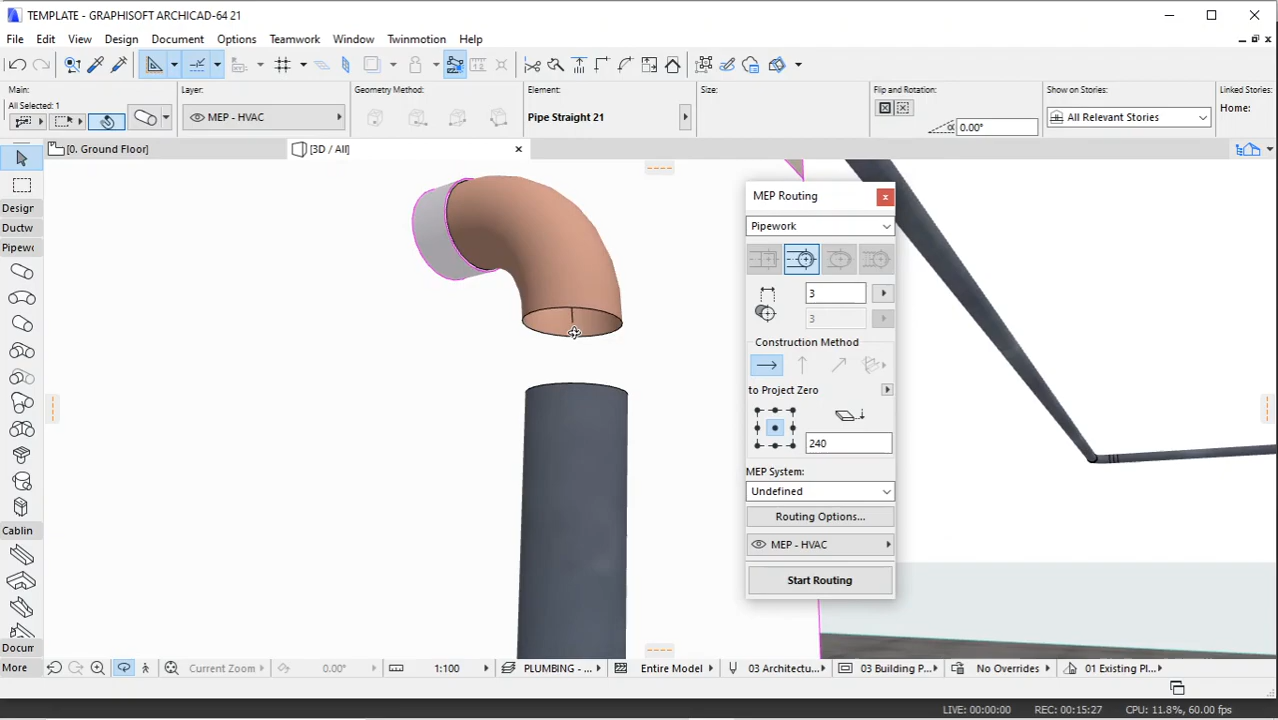 TEMPLATE - GRAPHISOFT ARCHICAD-64 21
File Edit View Design Document Options Teamwork Window Twinmotion Help
Main:
All Selected: 1
Layer:
MEP - HVAC
Geometry Method:
Element:
Pipe Straight 21
Size:
Flip and Rotation:
0.00°
Show on Stories:
All Relevant Stories
Linked Stories:
Home:
[0. Ground Floor]
[3D / All]
Design
Ductw
Pipew
Cablin
Docum
More
MEP Routing
Pipework
3
3
Construction Method
to Project Zero
240
MEP System:
Undefined
Routing Options...
MEP - HVAC
Start Routing
Current Zoom
0.00°
1:100
PLUMBING - ...
Entire Model
03 Architectu...
03 Building P...
No Overrides
01 Existing Pl...
LIVE: 00:00:00
REC: 00:15:27
CPU: 11.8%, 60.00 fps